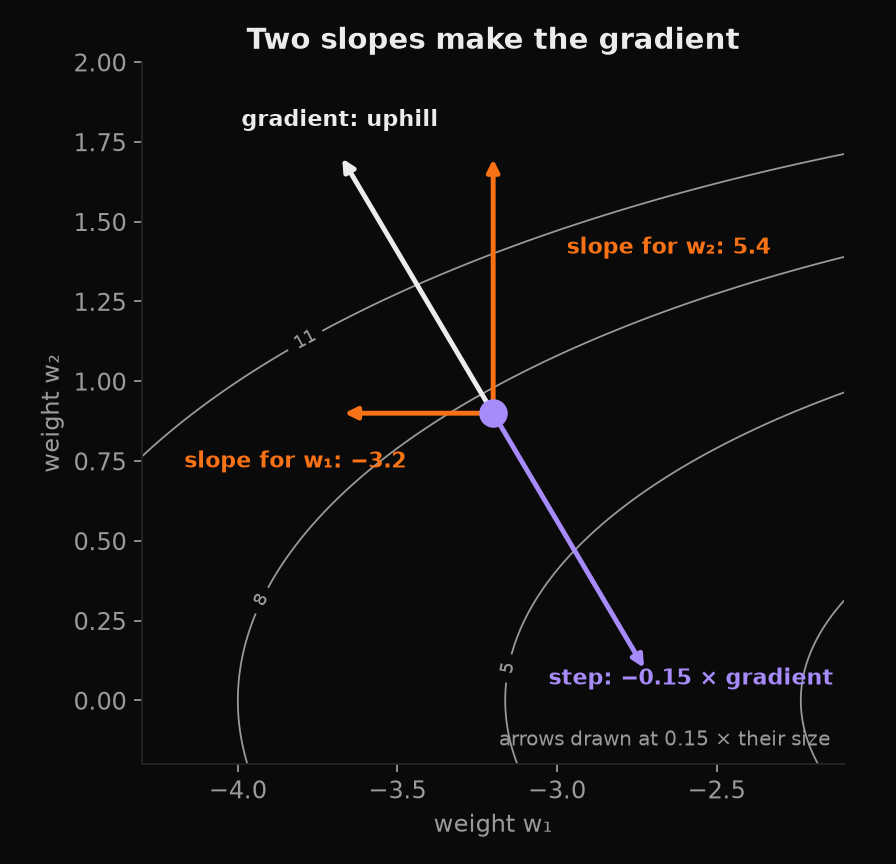 Two slopes make the gradient
2.00
1.75
1.50
1.25
1.00
0.75
0.50
0.25
0.00
weight w₂
gradient: uphill
slope for w₂: 5.4
11
slope for w₁: −3.2
8
5
step: −0.15 × gradient
arrows drawn at 0.15 × their size
−4.0
−3.5
−3.0
−2.5
weight w₁